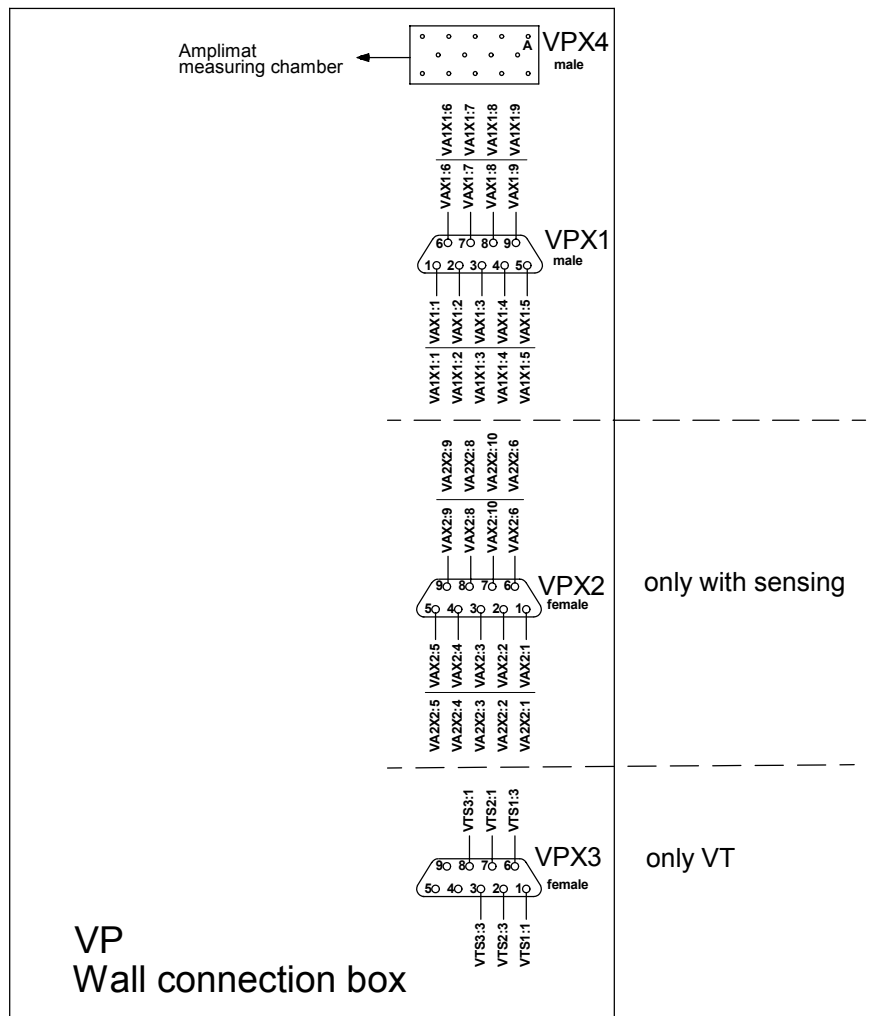 Amplimat
measuring chamber
A
VPX4
male
VA1X1:6 VA1X1:7 VA1X1:8 VA1X1:9
VAX1:6 VAX1:7 VAX1:8 VAX1:9
6 7 8 9
VPX1
male
1 2 3 4 5
VAX1:1 VAX1:2 VAX1:3 VAX1:4 VAX1:5
VA1X1:1 VA1X1:2 VA1X1:3 VA1X1:4 VA1X1:5
VA2X2:9 VA2X2:8 VA2X2:10 VA2X2:6
VAX2:9 VAX2:8 VAX2:10 VAX2:6
9 8 7 6
VPX2
female
only with sensing
5 4 3 2 1
VAX2:5 VAX2:4 VAX2:3 VAX2:2 VAX2:1
VA2X2:5 VA2X2:4 VA2X2:3 VA2X2:2 VA2X2:1
VTS3:1 VTS2:1 VTS1:3
9 8 7 6
VPX3
female
only VT
5 4 3 2 1
VTS3:3 VTS2:3 VTS1:1
VP
Wall connection box